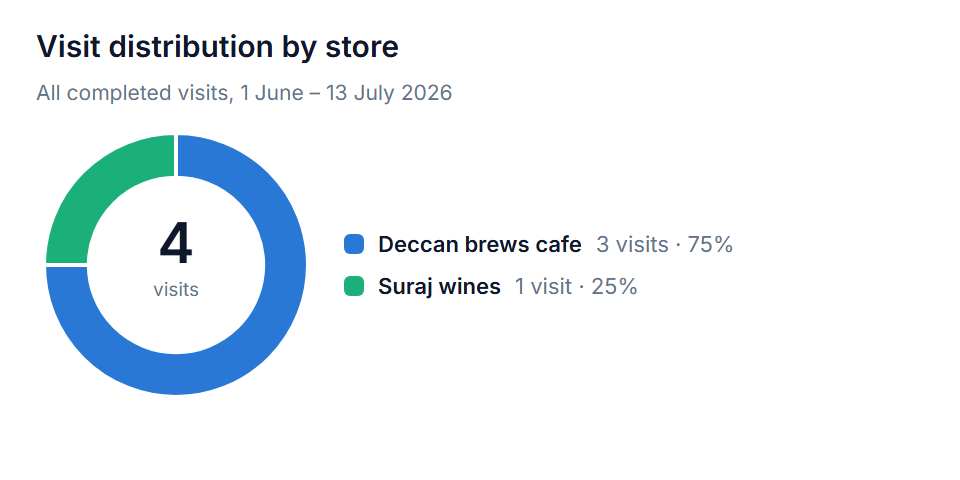 Visit distribution by store
All completed visits, 1 June – 13 July 2026
4
visits
Deccan brews cafe 3 visits · 75%
Suraj wines 1 visit · 25%